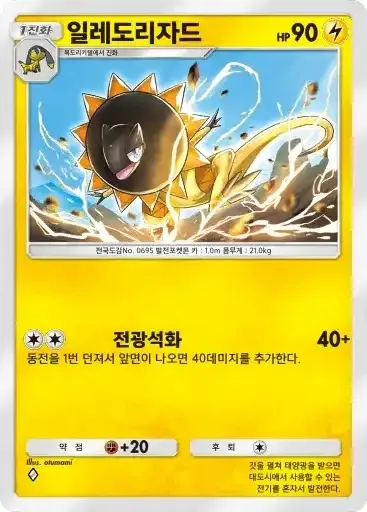 1진화
일레도리자드
HP 90
목도리키텔에서 진화
전국도감No. 0695 발전포켓몬 키 : 1.0m 몸무게 : 21.0kg
전광석화 40+
동전을 1번 던져서 앞면이 나오면 40데미지를 추가한다.
약점 +20 후퇴
Illus. otumami
깃을 펼쳐 태양광을 받으면
대도시에서 사용할 수 있는
전기를 혼자서 발전한다.